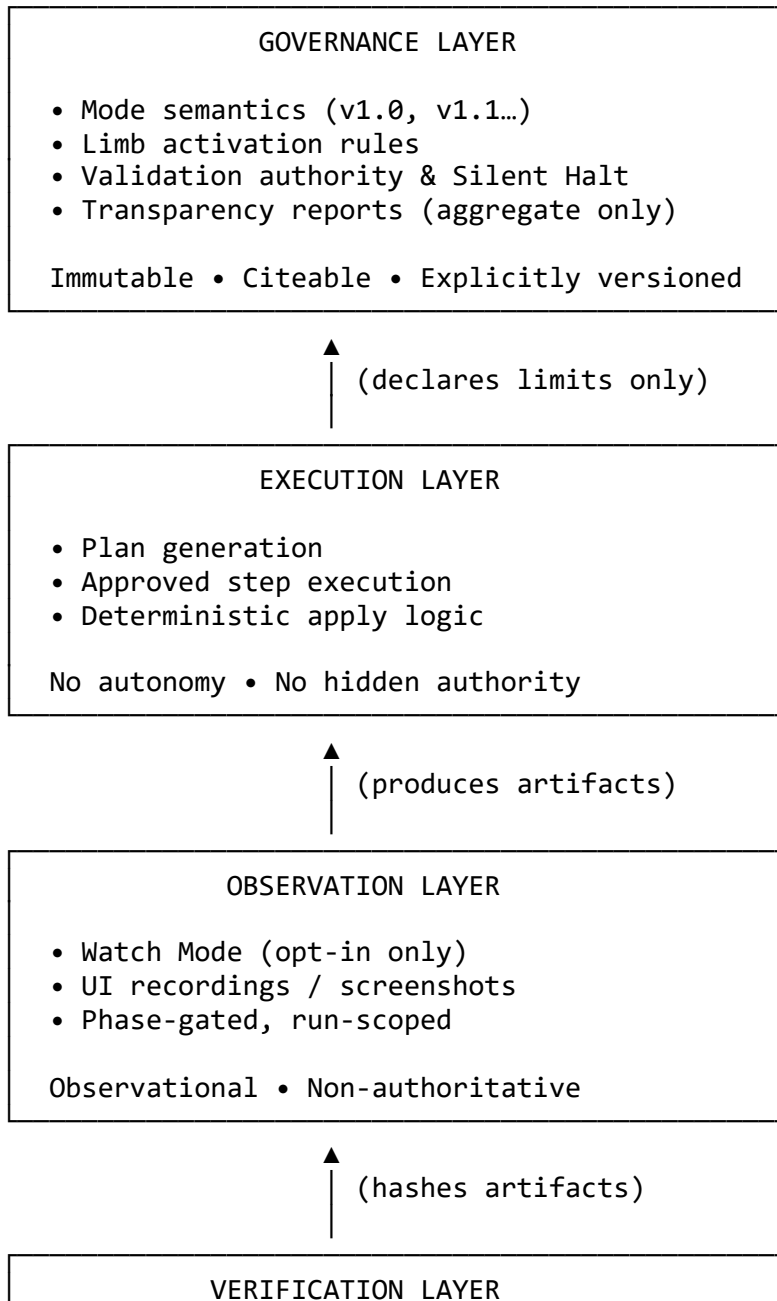 GOVERNANCE LAYER
• Mode semantics (v1.0, v1.1…)
• Limb activation rules
• Validation authority & Silent Halt
• Transparency reports (aggregate only)
Immutable • Citeable • Explicitly versioned
(declares limits only)
EXECUTION LAYER
• Plan generation
• Approved step execution
• Deterministic apply logic
No autonomy • No hidden authority
(produces artifacts)
OBSERVATION LAYER
• Watch Mode (opt-in only)
• UI recordings / screenshots
• Phase-gated, run-scoped
Observational • Non-authoritative
(hashes artifacts)
VERIFICATION LAYER